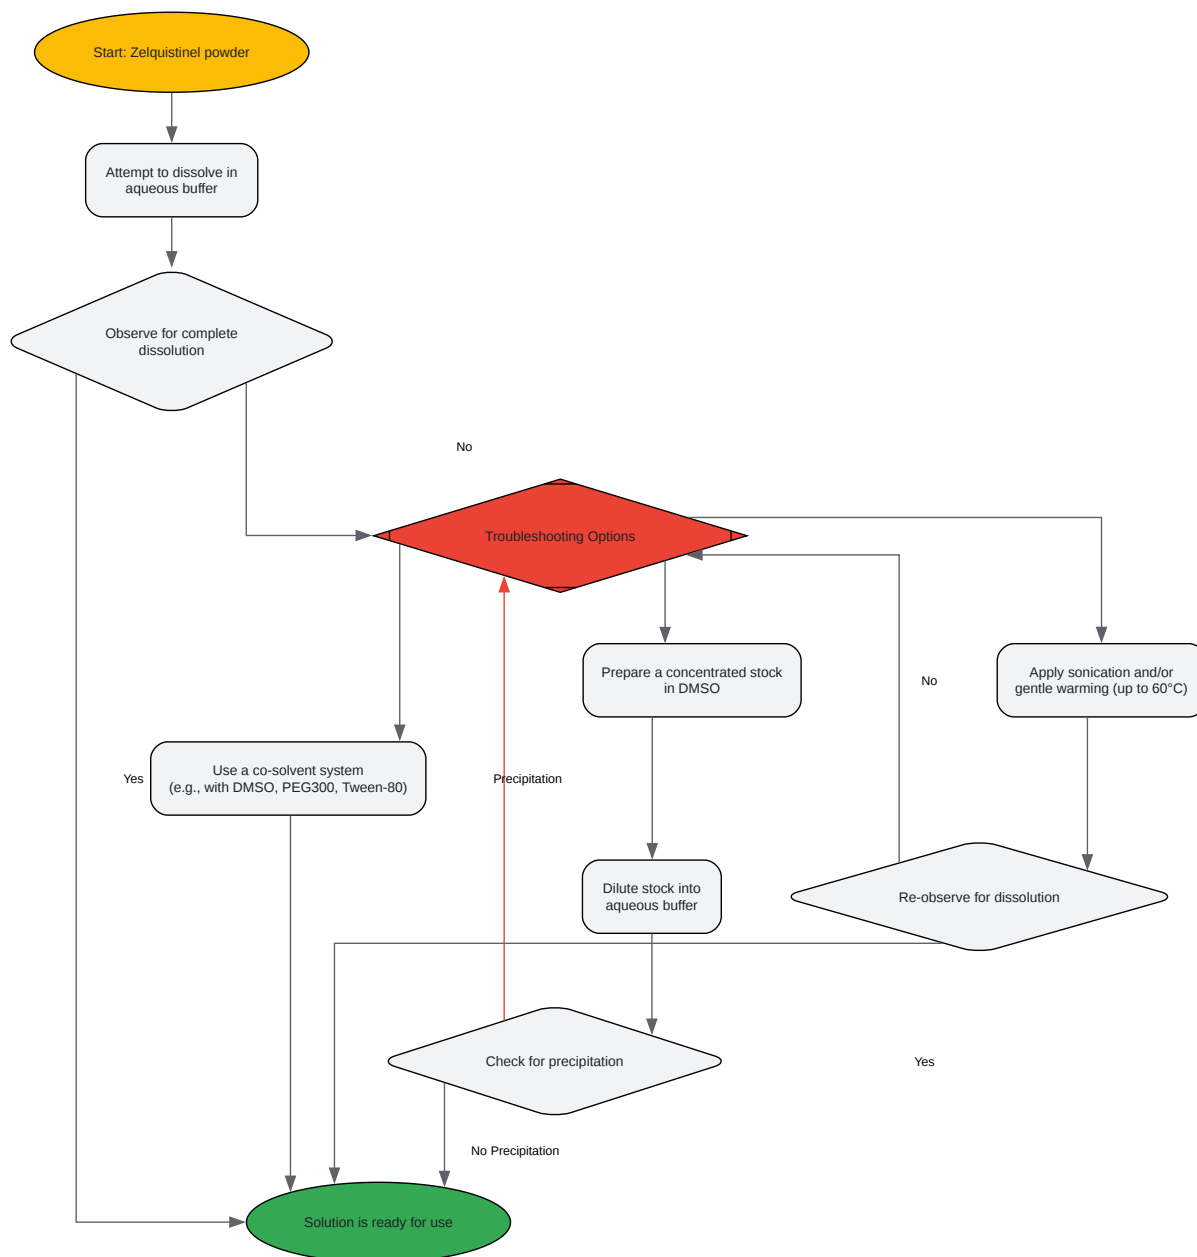 Start: Zelquistinel powder
Attempt to dissolve in
aqueous buffer
Observe for complete
dissolution
No
Troubleshooting Options
Prepare a concentrated stock
in DMSO
No
Apply sonication and/or
gentle warming (up to 60°C)
Yes
Use a co-solvent system
(e.g., with DMSO, PEG300, Tween-80)
Precipitation
Dilute stock into
aqueous buffer
Re-observe for dissolution
Check for precipitation
Yes
No Precipitation
Solution is ready for use